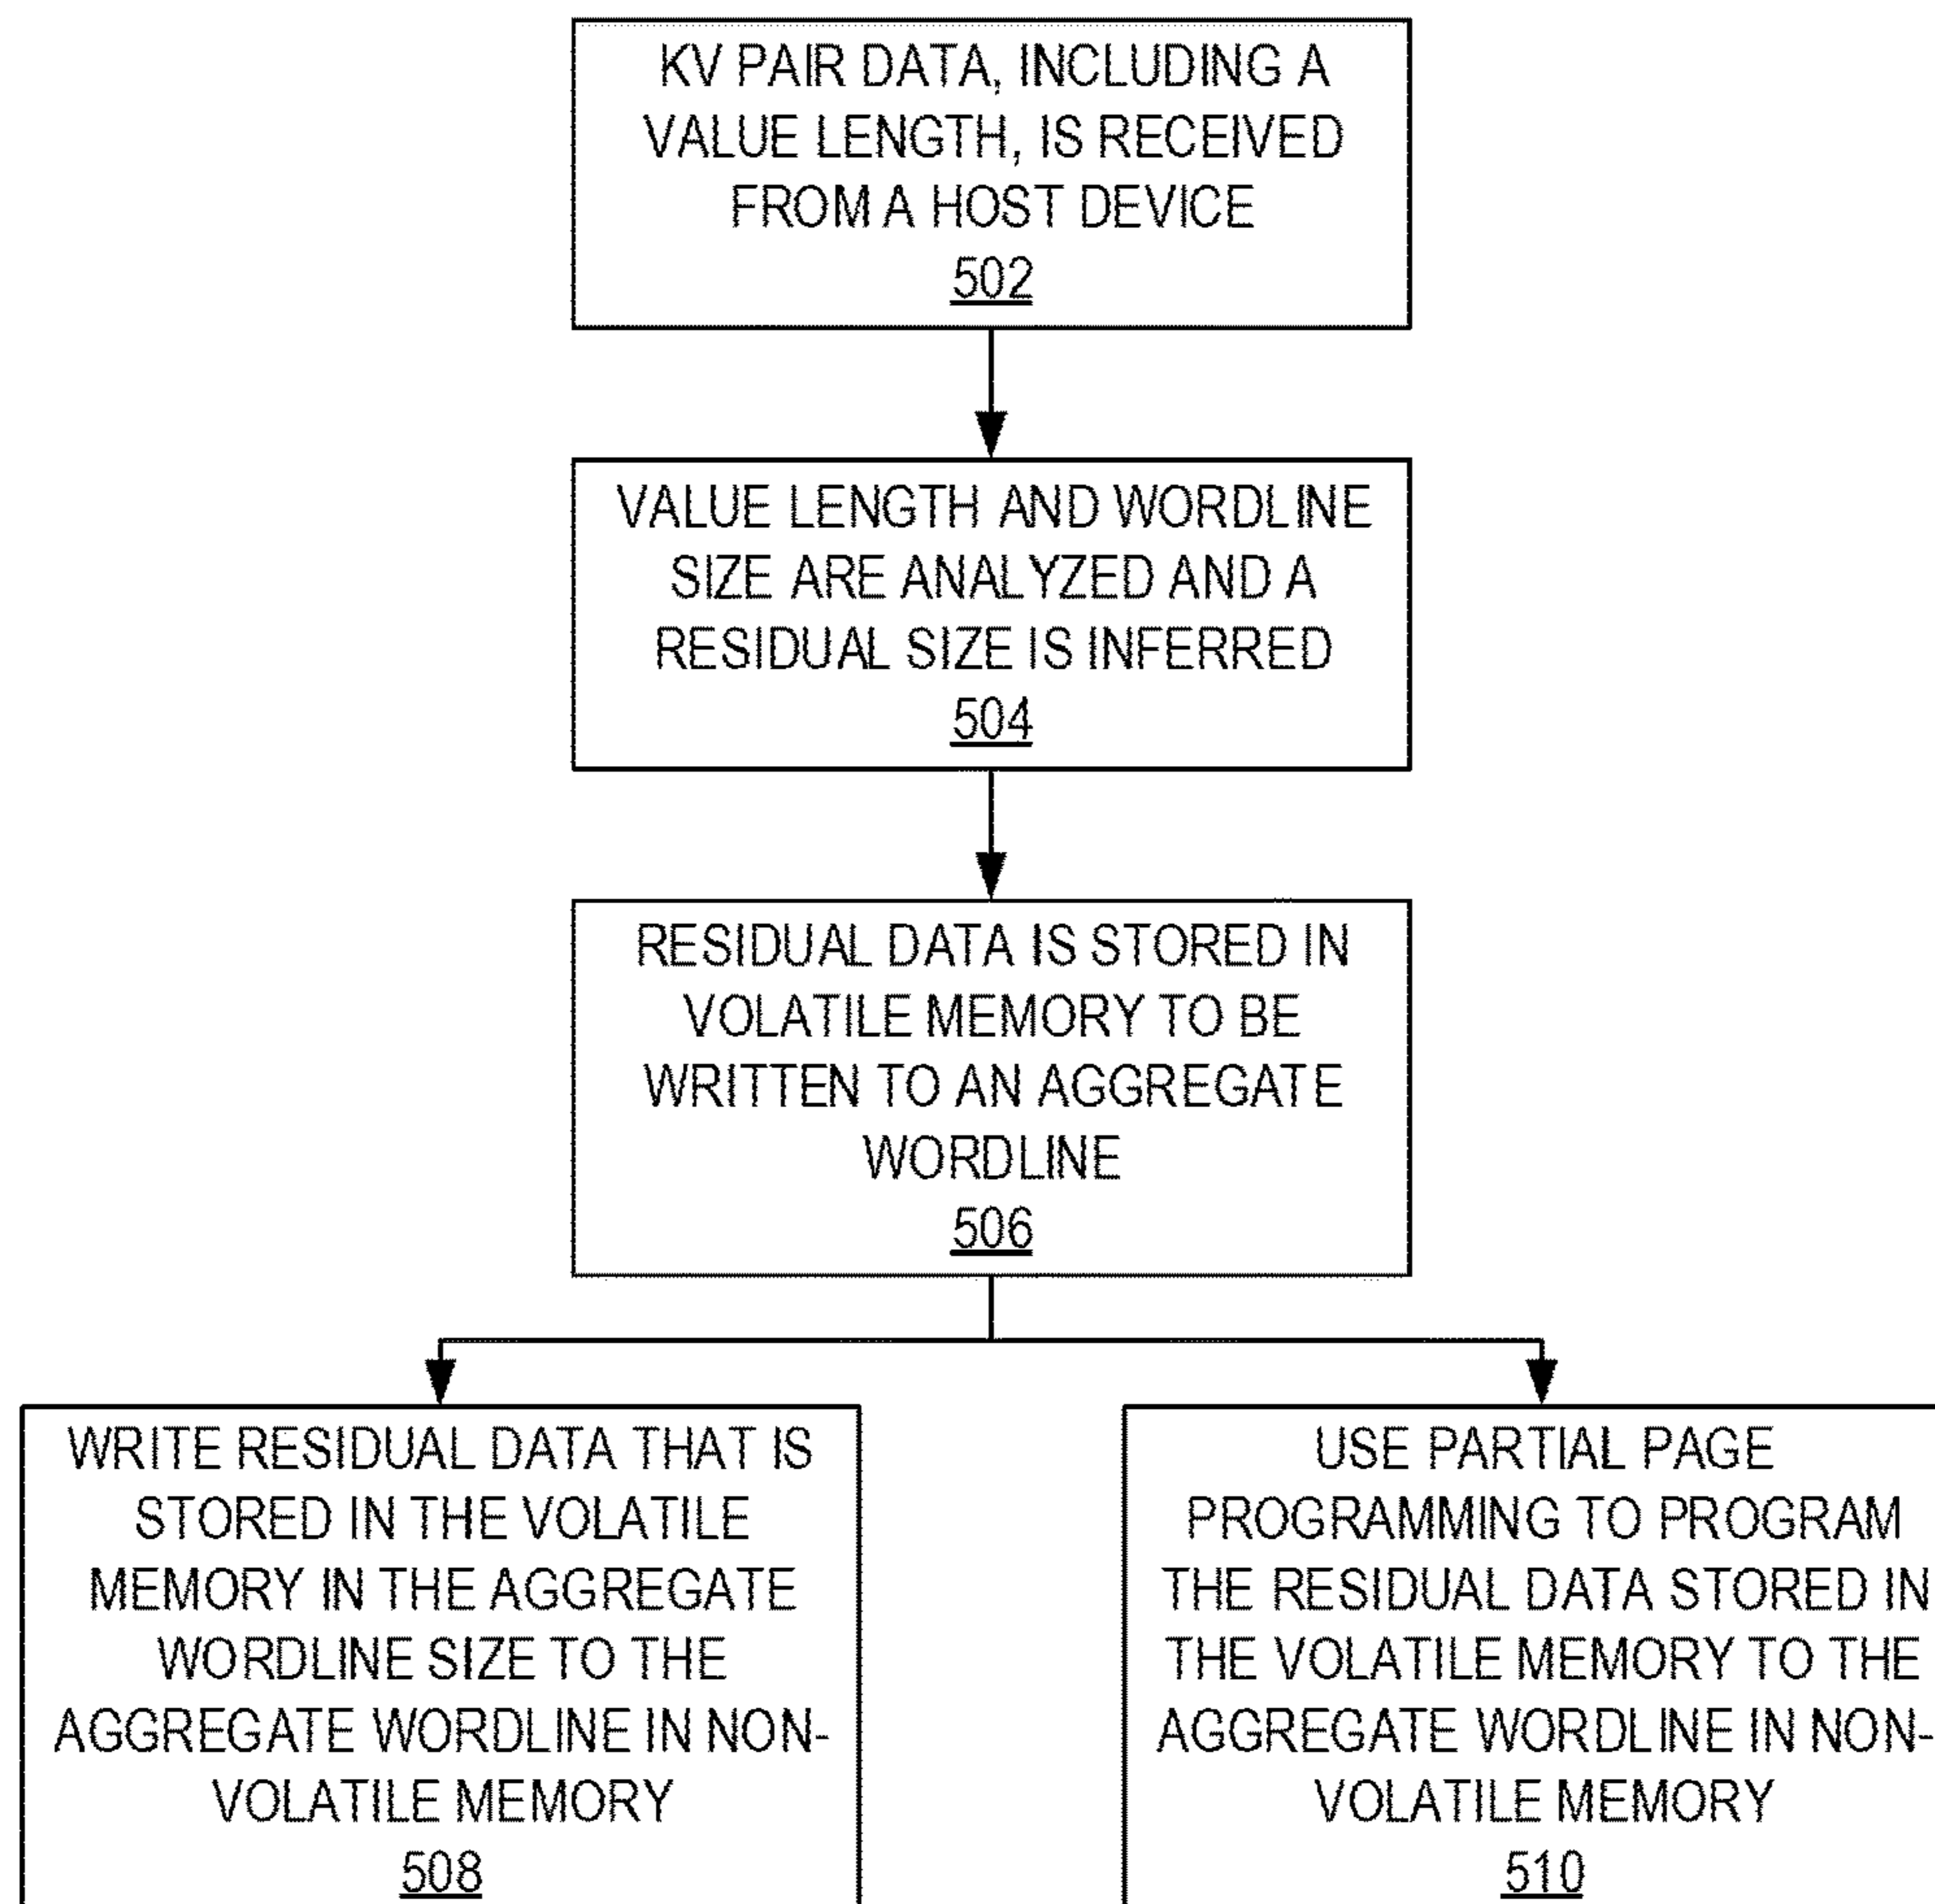 KV PAIR DATA, INCLUDING A
VALUE LENGTH, IS RECEIVED
FROM A HOST DEVICE
502
VALUE LENGTH AND WORDLINE
SIZE ARE ANALYZED AND A
RESIDUAL SIZE IS INFERRED
504
RESIDUAL DATA IS STORED IN
VOLATILE MEMORY TO BE
WRITTEN TO AN AGGREGATE
WORDLINE
506
WRITE RESIDUAL DATA THAT IS
STORED IN THE VOLATILE
MEMORY IN THE AGGREGATE
WORDLINE SIZE TO THE
AGGREGATE WORDLINE IN NON-
VOLATILE MEMORY
508
USE PARTIAL PAGE
PROGRAMMING TO PROGRAM
THE RESIDUAL DATA STORED IN
THE VOLATILE MEMORY TO THE
AGGREGATE WORDLINE IN NON-
VOLATILE MEMORY
510